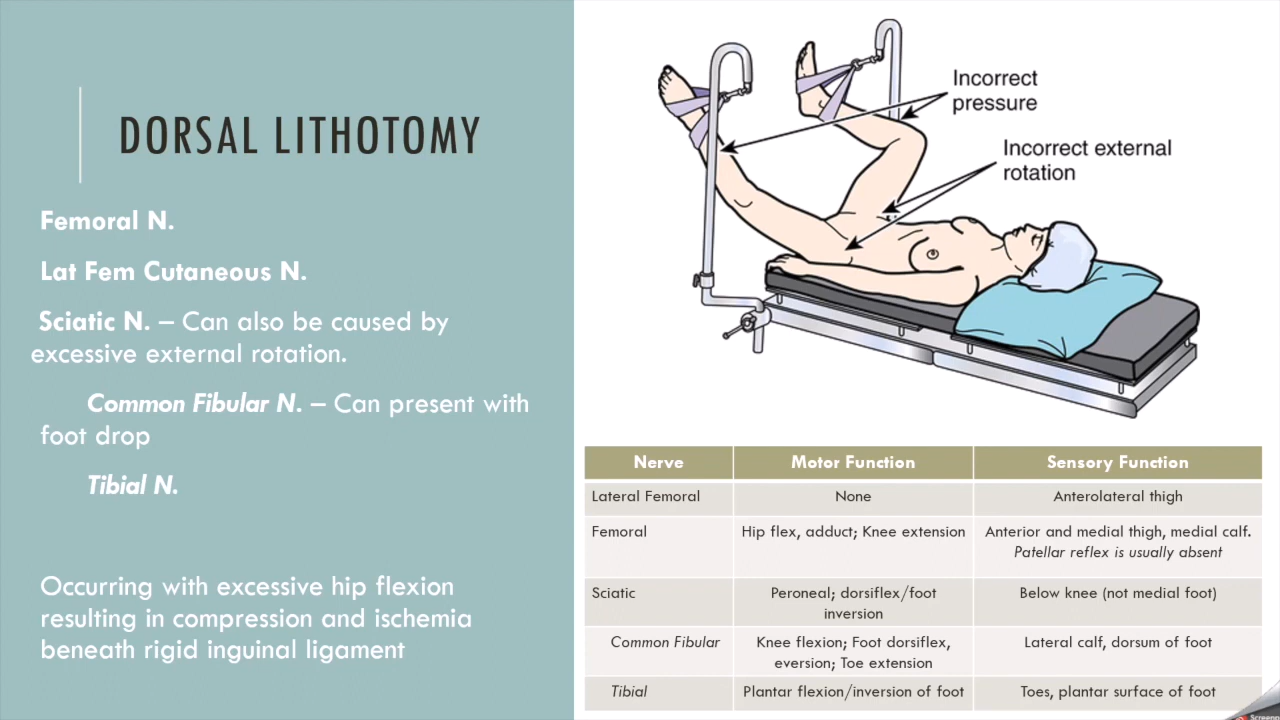 DORSAL LITHOTOMY
Femoral N.
Lat Fem Cutaneous N.
Sciatic N. – Can also be caused by
excessive external rotation.
Common Fibular N. – Can present with
foot drop
Tibial N.
Occurring with excessive hip flexion
resulting in compression and ischemia
beneath rigid inguinal ligament
Incorrect
pressure
Incorrect external
rotation
Nerve Motor Function Sensory Function
Lateral Femoral None Anterolateral thigh
Femoral Hip flex, adduct; Knee extension Anterior and medial thigh, medial calf.
Patellar reflex is usually absent
Sciatic Peroneal; dorsiflex/foot Below knee (not medial foot)
inversion
Common Fibular Knee flexion; Foot dorsiflex, Lateral calf, dorsum of foot
eversion; Toe extension
Tibial Plantar flexion/inversion of foot Toes, plantar surface of foot